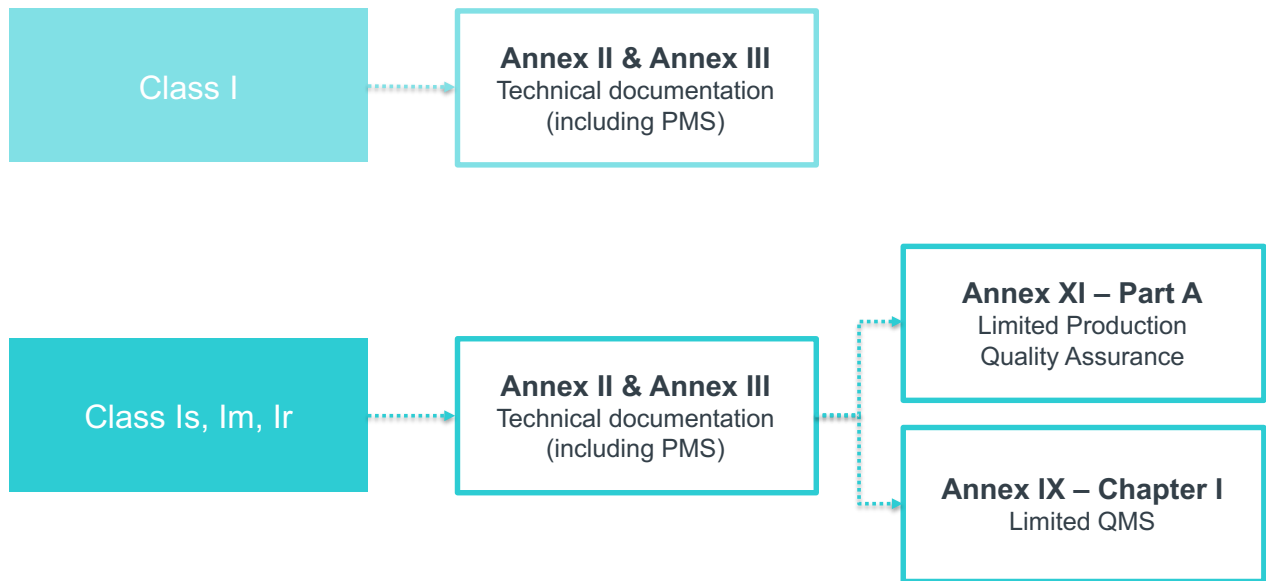 Class I
Annex II & Annex III
Technical documentation
(including PMS)
Class Is, Im, Ir
Annex II & Annex III
Technical documentation
(including PMS)
Annex XI – Part A
Limited Production
Quality Assurance
Annex IX – Chapter I
Limited QMS